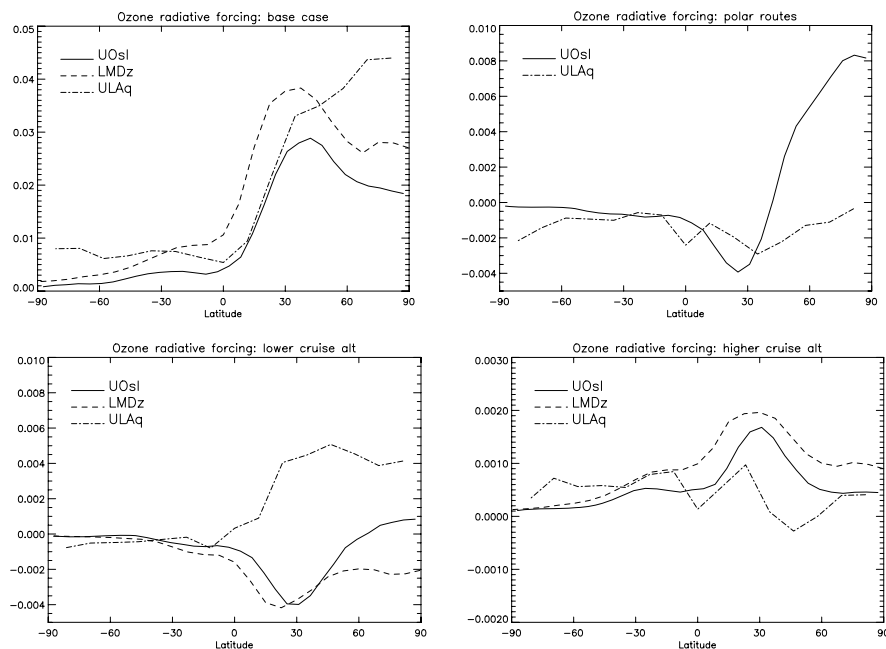 Ozone radiative forcing: base case
0.05
0.04
0.03
0.02
0.01
0.00
UOsl
LMDz
ULAq
−90 −60 −30 0 30 60 90
Latitude
Ozone radiative forcing: polar routes
0.010
0.008
0.006
0.004
0.002
0.000
−0.002
−0.004
UOsl
ULAq
−90 −60 −30 0 30 60 90
Latitude
Ozone radiative forcing: lower cruise alt
0.010
0.008
0.006
0.004
0.002
0.000
−0.002
−0.004
UOsl
LMDz
ULAq
−90 −60 −30 0 30 60 90
Latitude
Ozone radiative forcing: higher cruise alt
0.0030
0.0020
0.0010
0.0000
−0.0010
−0.0020
UOsl
LMDz
ULAq
−90 −60 −30 0 30 60 90
Latitude